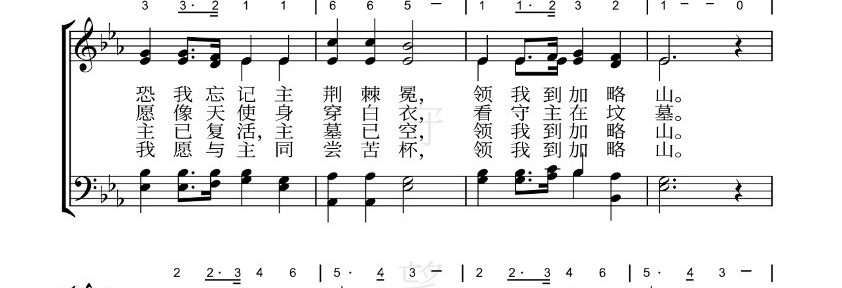 3 3· 2 1 1 | 6 6 5 — | 1 1· 2 3 2 | 1 — — 0
恐 我 忘 记 主 荆 棘 冕， 领 我 到 加 略 山。
愿 像 天 使 身 穿 白 衣， 看 守 主 在 坟 墓。
主 已 复 活，主 墓 已 空， 领 我 到 加 略 山。
我 愿 与 主 同 尝 苦 杯， 领 我 到 加 略 山。
2 2· 3 4 6 | 5· 4 3 — | 2 2· 3 4 6 | 5· 4 3 — |